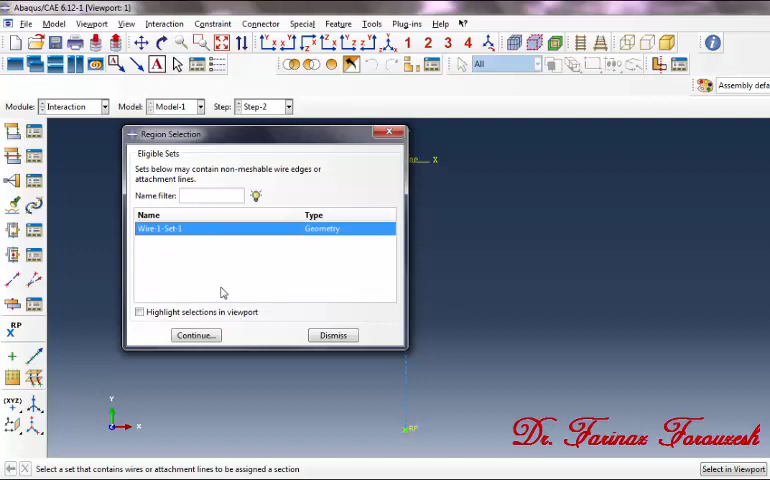 Abaqus/CAE 6.12-1 [Viewport: 1]
File Model Viewport View Interaction Constraint Connector Special Feature Tools Plug-ins Help
1 2 3 4
A All
Assembly defa
Module: Interaction Model: Model-1 Step: Step-2
Region Selection
Eligible Sets
Sets below may contain non-meshable wire edges or
attachment lines.
Name filter:
Name Type
Wire-1-Set-1 Geometry
Highlight selections in viewport
Continue... Dismiss
X
RP
(XYZ)
Y
X
RP
Dr. Farinaz Forouzesh
Select a set that contains wires or attachment lines to be assigned a section
Select in Viewport